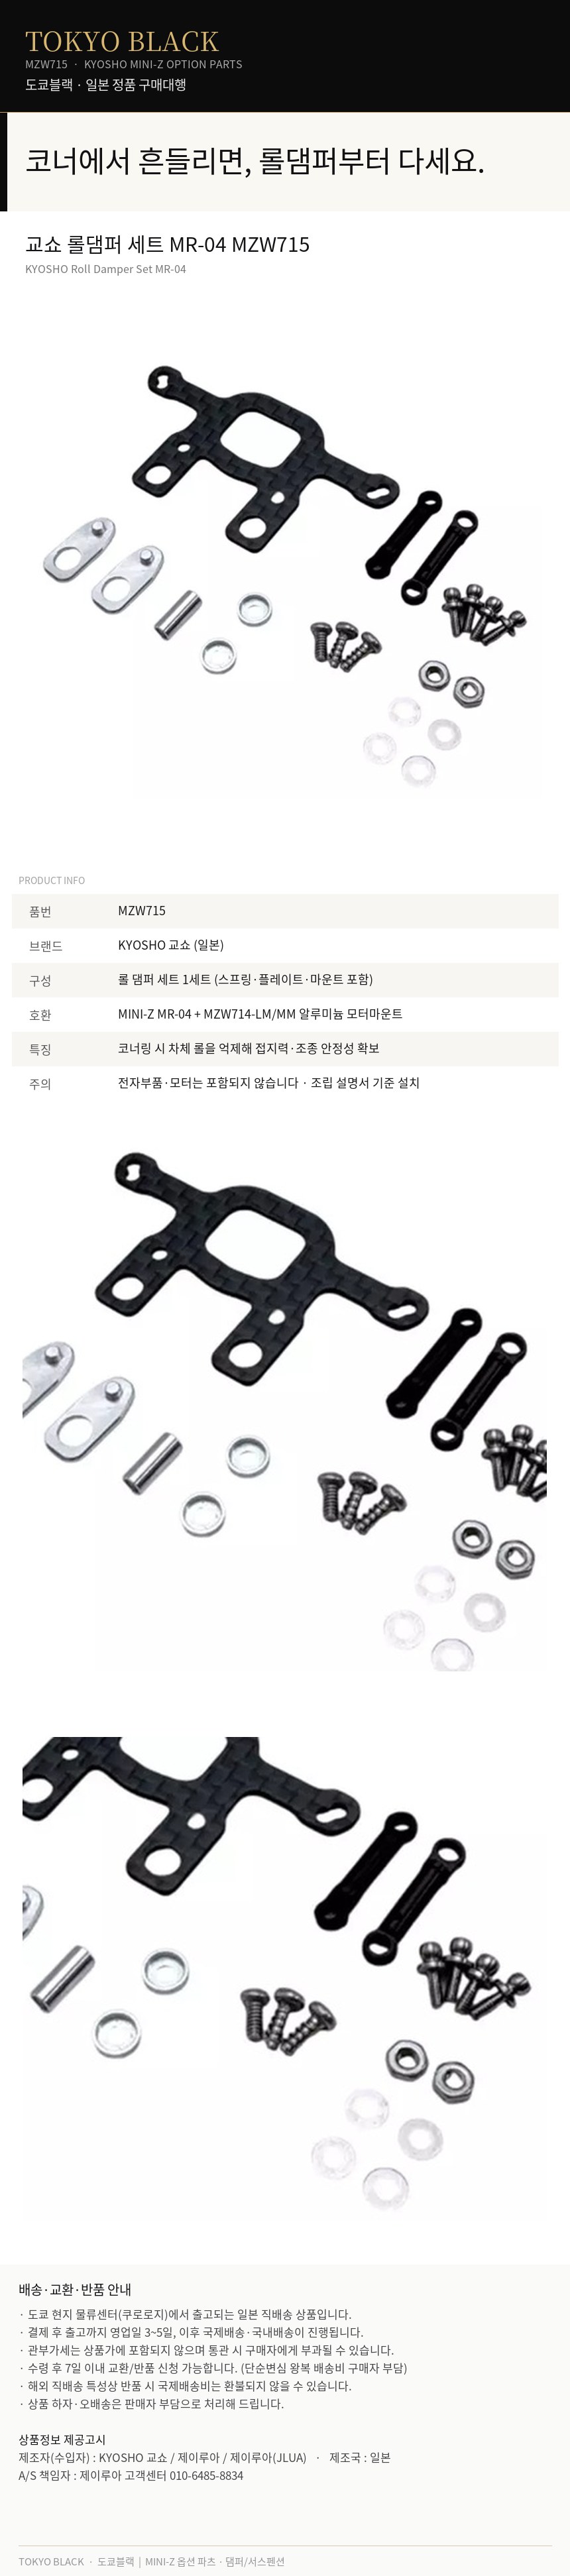 TOKYO BLACK
MZW715 · KYOSHO MINI-Z OPTION PARTS
도쿄블랙 · 일본 정품 구매대행
코너에서 흔들리면, 롤댐퍼부터 다세요.
교쇼 롤댐퍼 세트 MR-04 MZW715
KYOSHO Roll Damper Set MR-04
PRODUCT INFO
품번 MZW715
브랜드 KYOSHO 교쇼 (일본)
구성 롤 댐퍼 세트 1세트 (스프링·플레이트·마운트 포함)
호환 MINI-Z MR-04 + MZW714-LM/MM 알루미늄 모터마운트
특징 코너링 시 차체 롤을 억제해 접지력·조종 안정성 확보
주의 전자부품·모터는 포함되지 않습니다 · 조립 설명서 기준 설치
배송·교환·반품 안내
· 도쿄 현지 물류센터(쿠로로지)에서 출고되는 일본 직배송 상품입니다.
· 결제 후 출고까지 영업일 3~5일, 이후 국제배송·국내배송이 진행됩니다.
· 관부가세는 상품가에 포함되지 않으며 통관 시 구매자에게 부과될 수 있습니다.
· 수령 후 7일 이내 교환/반품 신청 가능합니다. (단순변심 왕복 배송비 구매자 부담)
· 해외 직배송 특성상 반품 시 국제배송비는 환불되지 않을 수 있습니다.
· 상품 하자·오배송은 판매자 부담으로 처리해 드립니다.
상품정보 제공고시
제조자(수입자) : KYOSHO 교쇼 / 제이루아 / 제이루아(JLUA) · 제조국 : 일본
A/S 책임자 : 제이루아 고객센터 010-6485-8834
TOKYO BLACK · 도쿄블랙 | MINI-Z 옵션 파츠 · 댐퍼/서스펜션